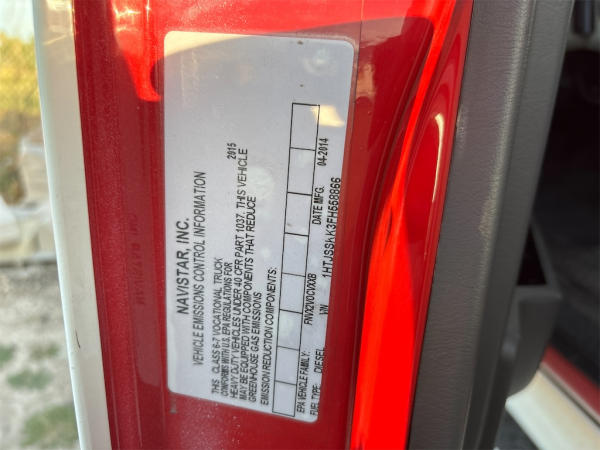 NAVISTAR, INC.
VEHICLE EMISSIONS CONTROL INFORMATION
THIS CLASS 6-7 VOCATIONAL TRUCK 2015
CONFORMS WITH U.S. EPA REGULATIONS FOR
HEAVY DUTY VEHICLES UNDER 40 CFR PART 1037. THIS VEHICLE
MAY BE EQUIPPED WITH COMPONENTS THAT REDUCE
GREENHOUSE GAS EMISSIONS
EMISSION REDUCTION COMPONENTS:
EPA VEHICLE FAMILY: FNVX2VOCVX3B DATE MFG. 04-2014
FUEL TYPE: DIESEL VIN 1HTJSSKK3FH558866